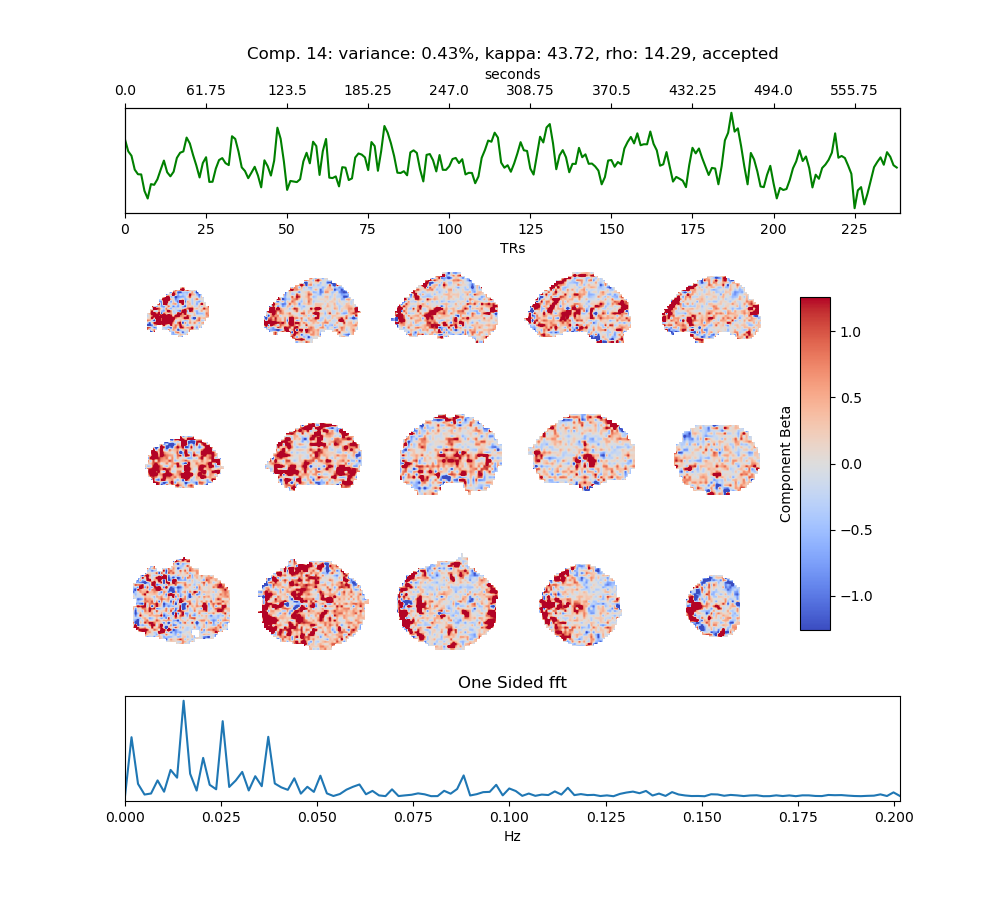 Comp. 14: variance: 0.43%, kappa: 43.72, rho: 14.29, accepted
seconds
0.0 61.75 123.5 185.25 247.0 308.75 370.5 432.25 494.0 555.75
0 25 50 75 100 125 150 175 200 225
TRs
1.0
0.5
0.0
−0.5
−1.0
Component Beta
One Sided fft
0.000 0.025 0.050 0.075 0.100 0.125 0.150 0.175 0.200
Hz